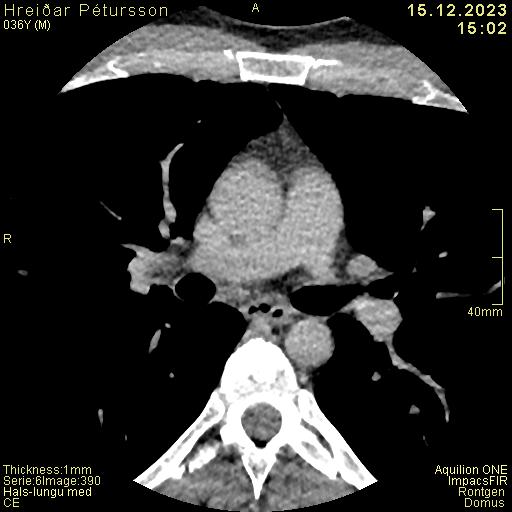 Hreiðar Pétursson
036Y (M)
A
15.12.2023
15:02
R
40mm
Thickness:1mm
Serie:6Image:390
Hals-lungu med
CE
Aquilion ONE
ImpacsFIR
Röntgen
Domus